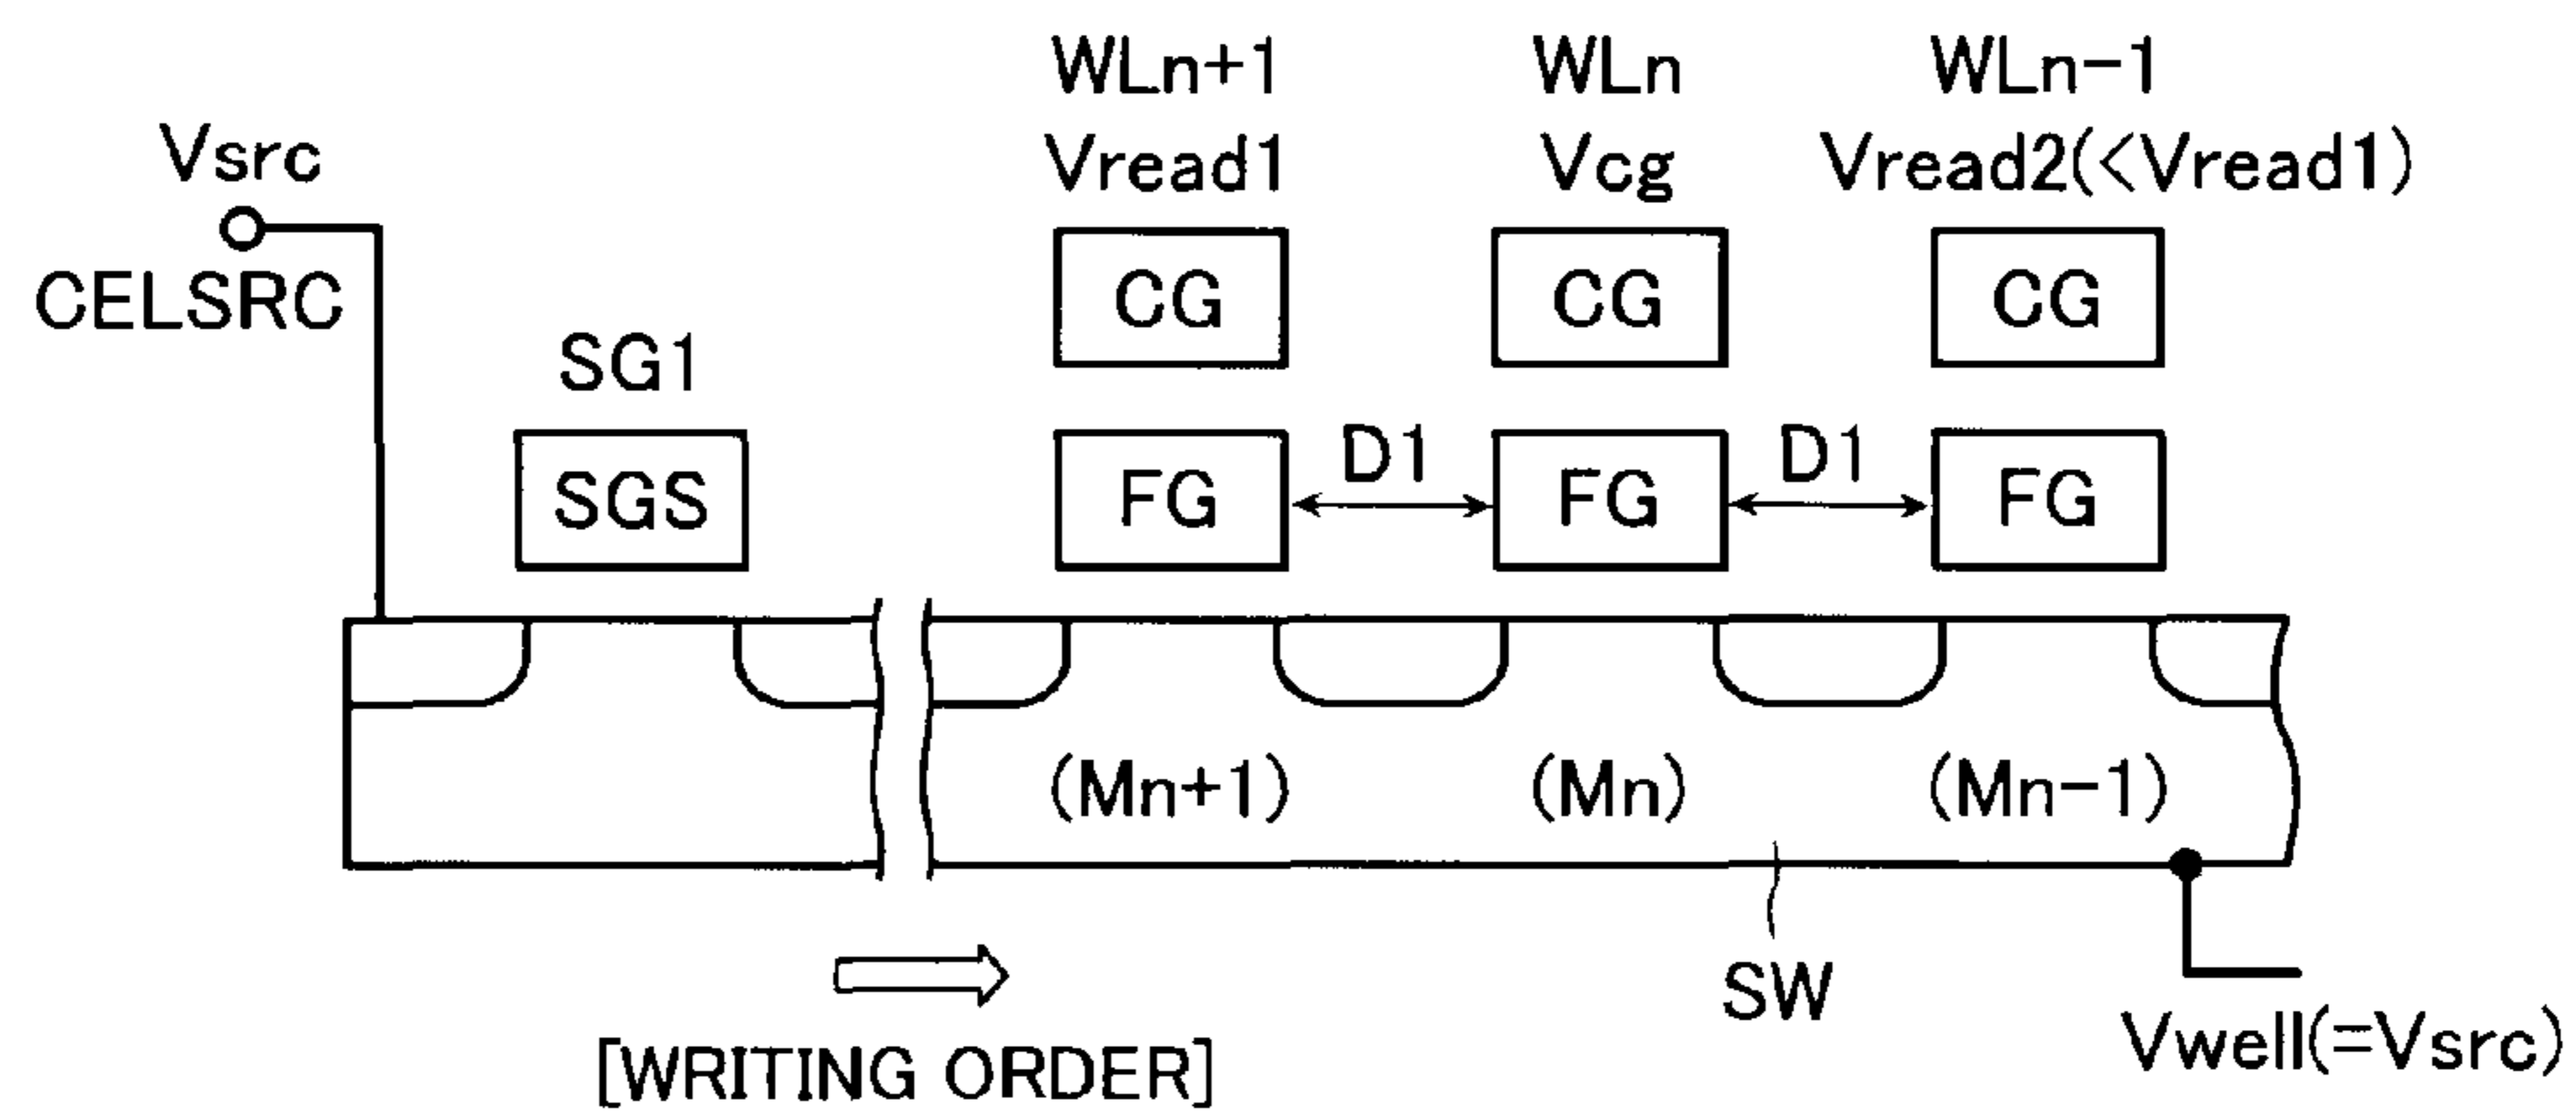 WLn+1 WLn WLn-1
Vsrc Vread1 Vcg Vread2(<Vread1)
CELSRC CG CG CG
SG1
SGS FG D1 FG D1 FG
(Mn+1) (Mn) (Mn-1)
SW
[WRITING ORDER] Vwell(=Vsrc)